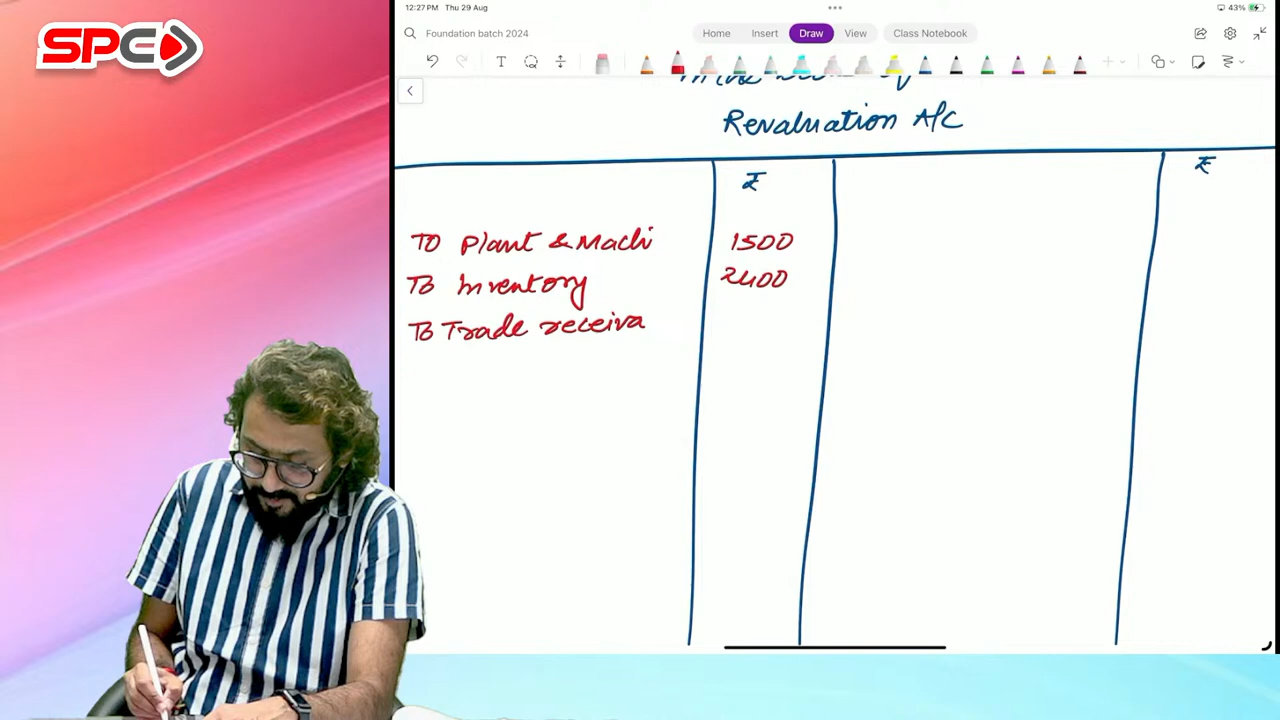 SPE
12:27 PM Thu 29 Aug
43%
Foundation batch 2024
Home Insert Draw View Class Notebook
Revaluation A/C
₹ ₹
To Plant & Machi 1500
To Inventory 2400
To Trade receiva